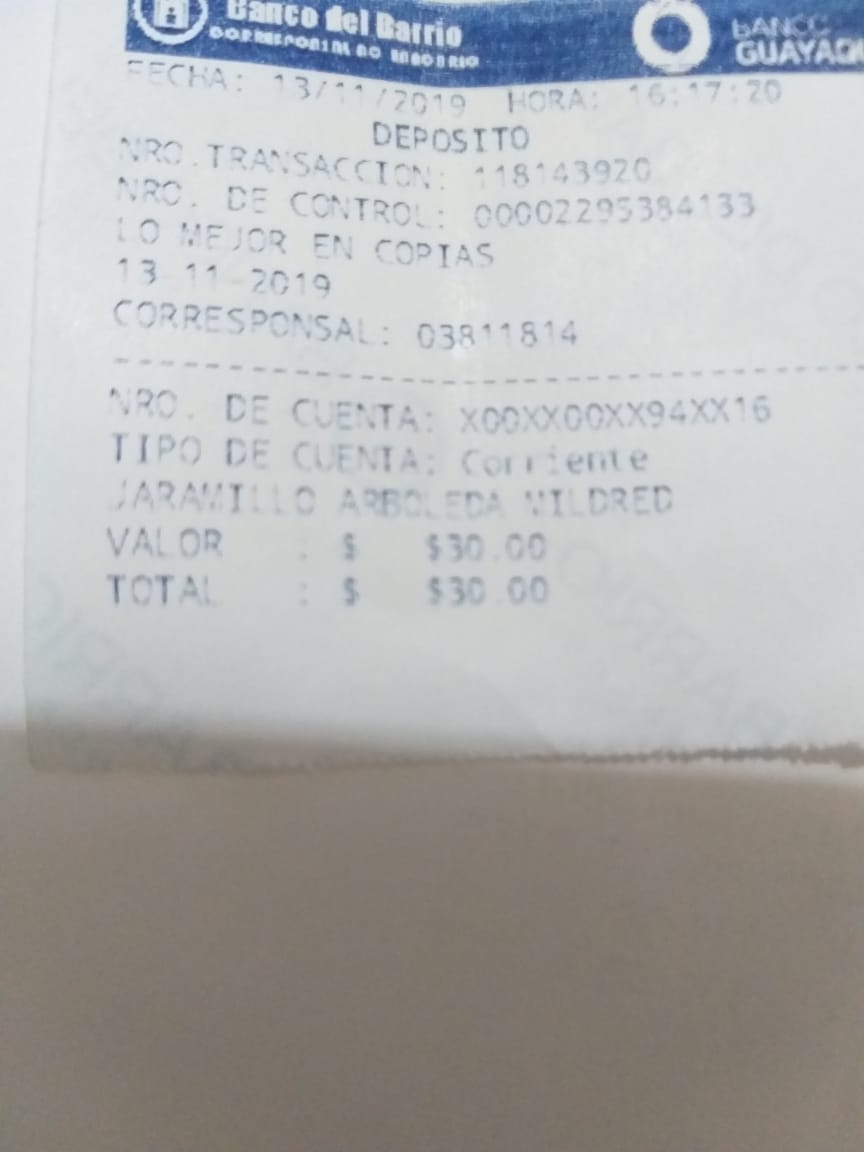 Banco del Barrio
BANCO
GUAYAQUIL
FECHA: 13/11/2019 HORA: 16:17:20
DEPOSITO
NRO.TRANSACCION: 118143920
NRO. DE CONTROL: 00002295384133
LO MEJOR EN COPIAS
13-11-2019
CORRESPONSAL: 03811814
NRO. DE CUENTA: X00XX00XX94XX16
TIPO DE CUENTA: Corriente
JARAMILLO ARBOLEDA MILDRED
VALOR : $ $30.00
TOTAL : $ $30.00